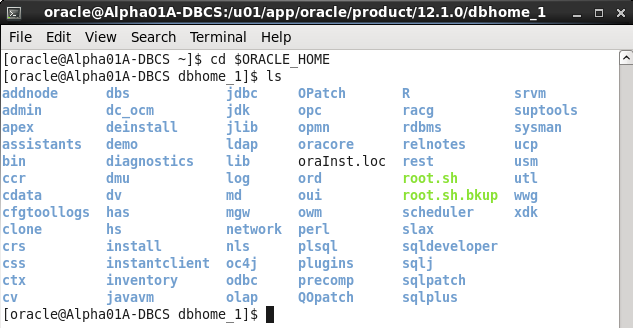 oracle@Alpha01A-DBCS:/u01/app/oracle/product/12.1.0/dbhome_1
File Edit View Search Terminal Help
[oracle@Alpha01A-DBCS ~]$ cd $ORACLE_HOME
[oracle@Alpha01A-DBCS dbhome_1]$ ls
addnode dbs jdbc OPatch R srvm
admin dc_ocm jdk opc racg suptools
apex deinstall jlib opmn rdbms sysman
assistants demo ldap oracore relnotes ucp
bin diagnostics lib oraInst.loc rest usm
ccr dmu log ord root.sh utl
cdata dv md oui root.sh.bkup wwg
cfgtoollogs has mgw owm scheduler xdk
clone hs network perl slax
crs install nls plsql sqldeveloper
css instantclient oc4j plugins sqlj
ctx inventory odbc precomp sqlpatch
cv javavm olap QOpatch sqlplus
[oracle@Alpha01A-DBCS dbhome_1]$